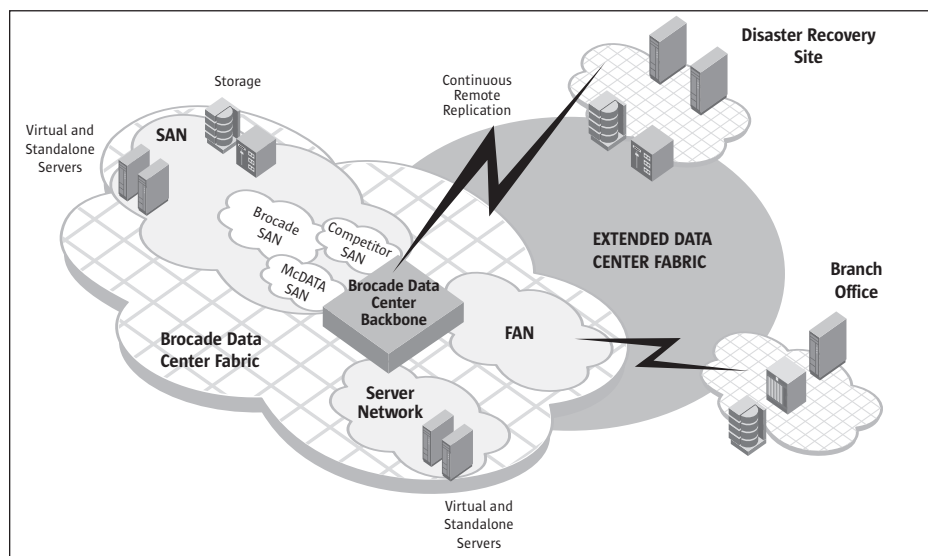 Disaster Recovery
Site
Continuous
Remote
Replication
Storage
Virtual and
Standalone
Servers
SAN
Brocade
SAN
Competitor
SAN
McDATA
SAN
Brocade Data
Center
Backbone
EXTENDED DATA
CENTER FABRIC
Branch
Office
Brocade Data
Center Fabric
FAN
Server
Network
Virtual and
Standalone
Servers